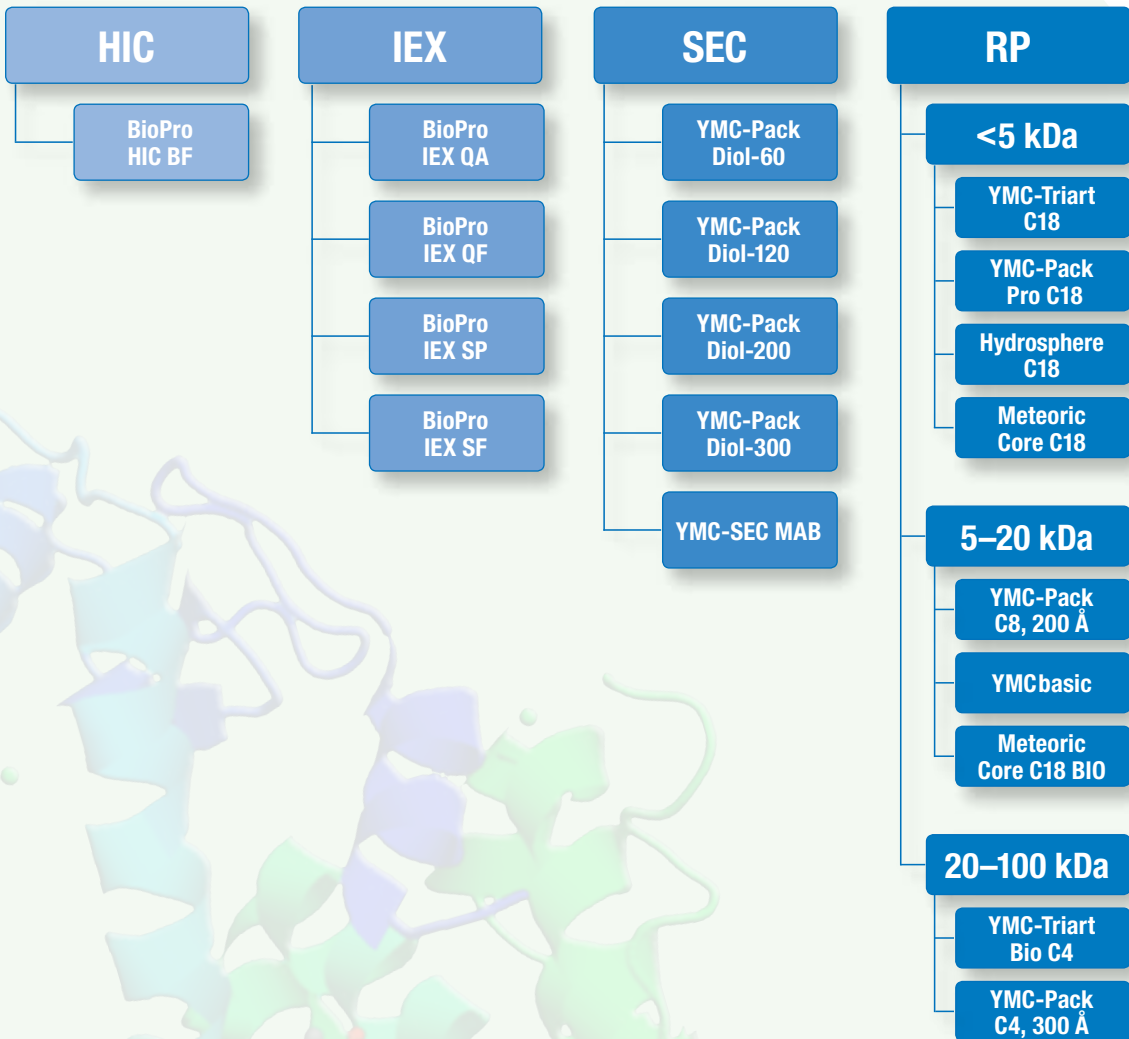 HIC
BioPro
HIC BF
IEX
BioPro
IEX QA
BioPro
IEX QF
BioPro
IEX SP
BioPro
IEX SF
SEC
YMC-Pack
Diol-60
YMC-Pack
Diol-120
YMC-Pack
Diol-200
YMC-Pack
Diol-300
YMC-SEC MAB
RP
<5 kDa
YMC-Triart
C18
YMC-Pack
Pro C18
Hydrosphere
C18
Meteoric
Core C18
5–20 kDa
YMC-Pack
C8, 200 Å
YMCbasic
Meteoric
Core C18 BIO
20–100 kDa
YMC-Triart
Bio C4
YMC-Pack
C4, 300 Å